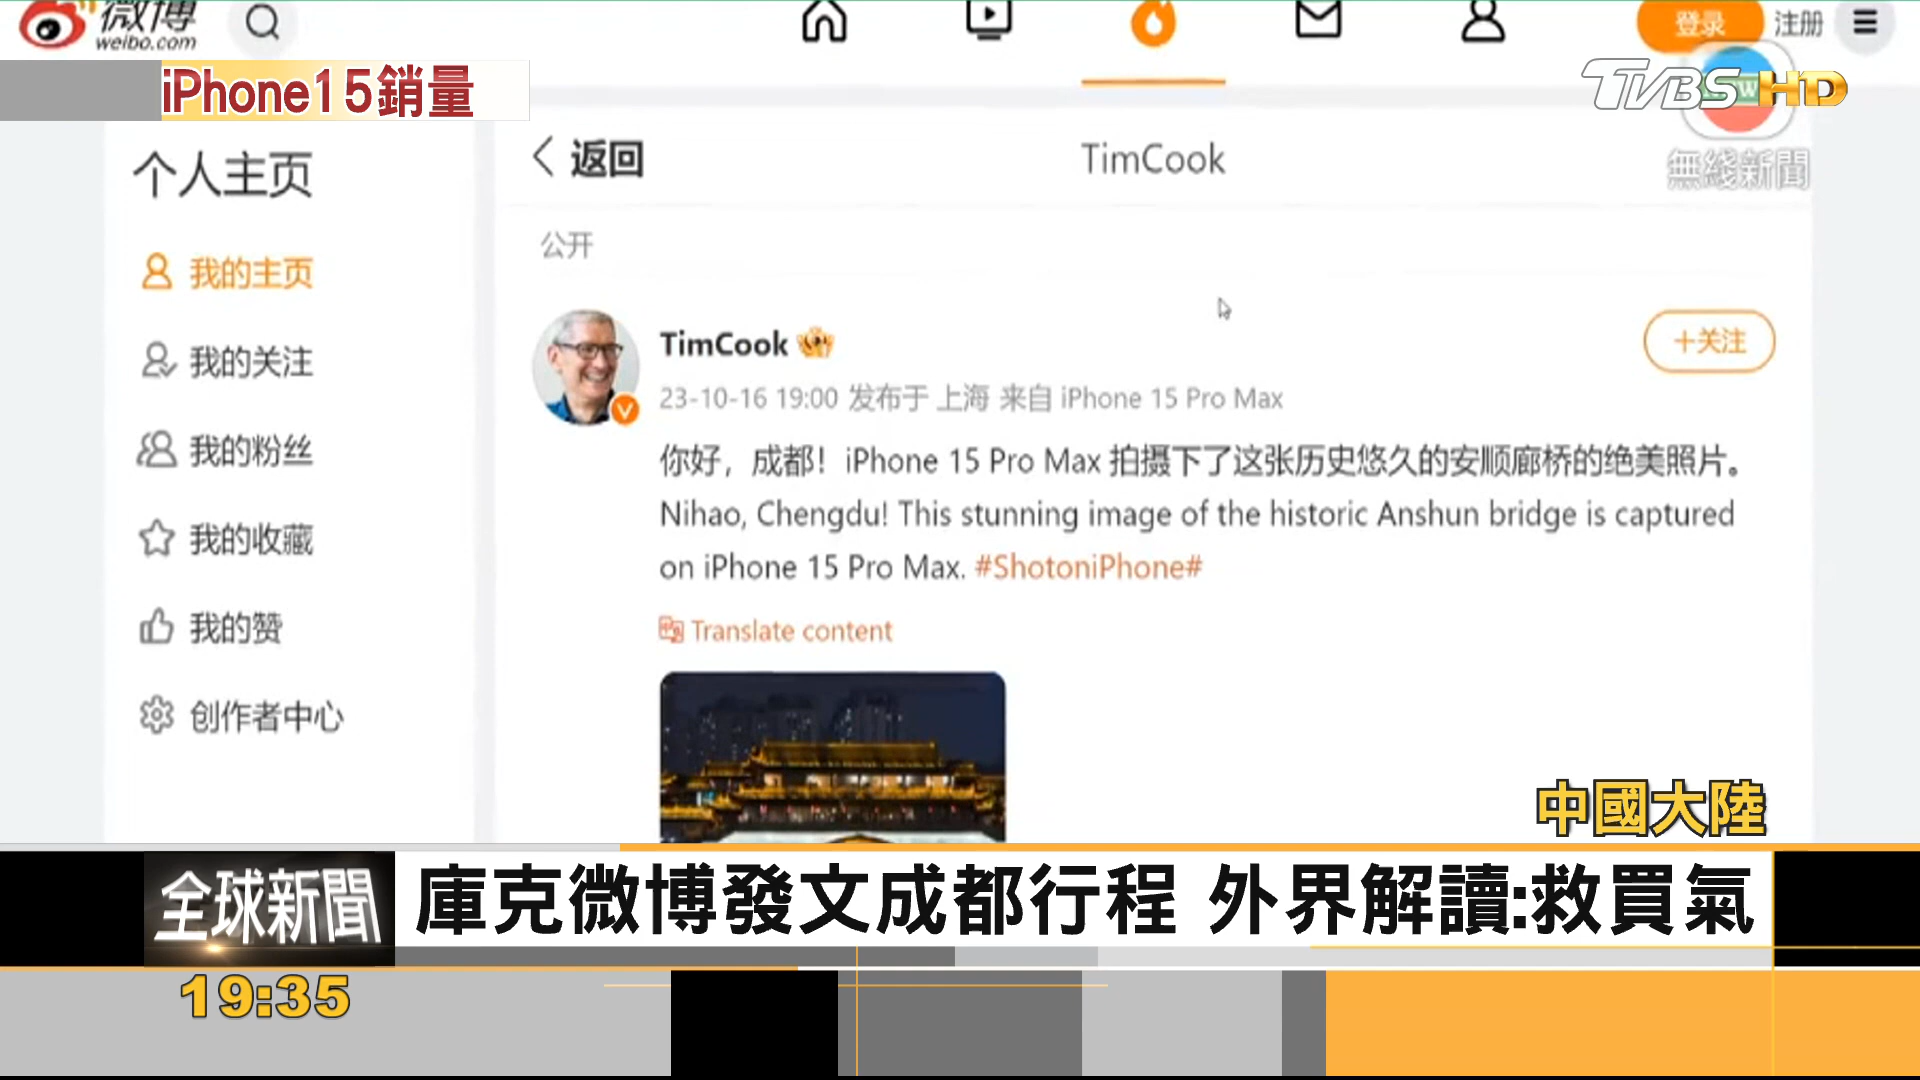 微博
weibo.com
登录
注册
iPhone15銷量
TVBS HD
無綫新聞
个人主页
返回
TimCook
我的主页
我的关注
我的粉丝
我的收藏
我的赞
创作者中心
公开
TimCook
+关注
23-10-16 19:00 发布于 上海 来自 iPhone 15 Pro Max
你好，成都！iPhone 15 Pro Max 拍摄下了这张历史悠久的安顺廊桥的绝美照片。
Nihao, Chengdu! This stunning image of the historic Anshun bridge is captured
on iPhone 15 Pro Max. #ShotoniPhone#
Translate content
中國大陸
全球新聞
庫克微博發文成都行程 外界解讀:救買氣
19:35